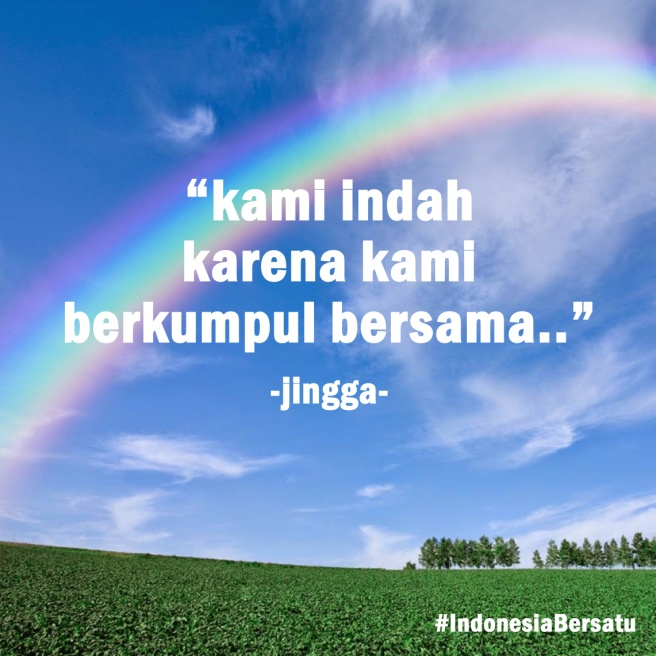 “kami indah
karena kami
berkumpul bersama..”
-jingga-
#IndonesiaBersatu